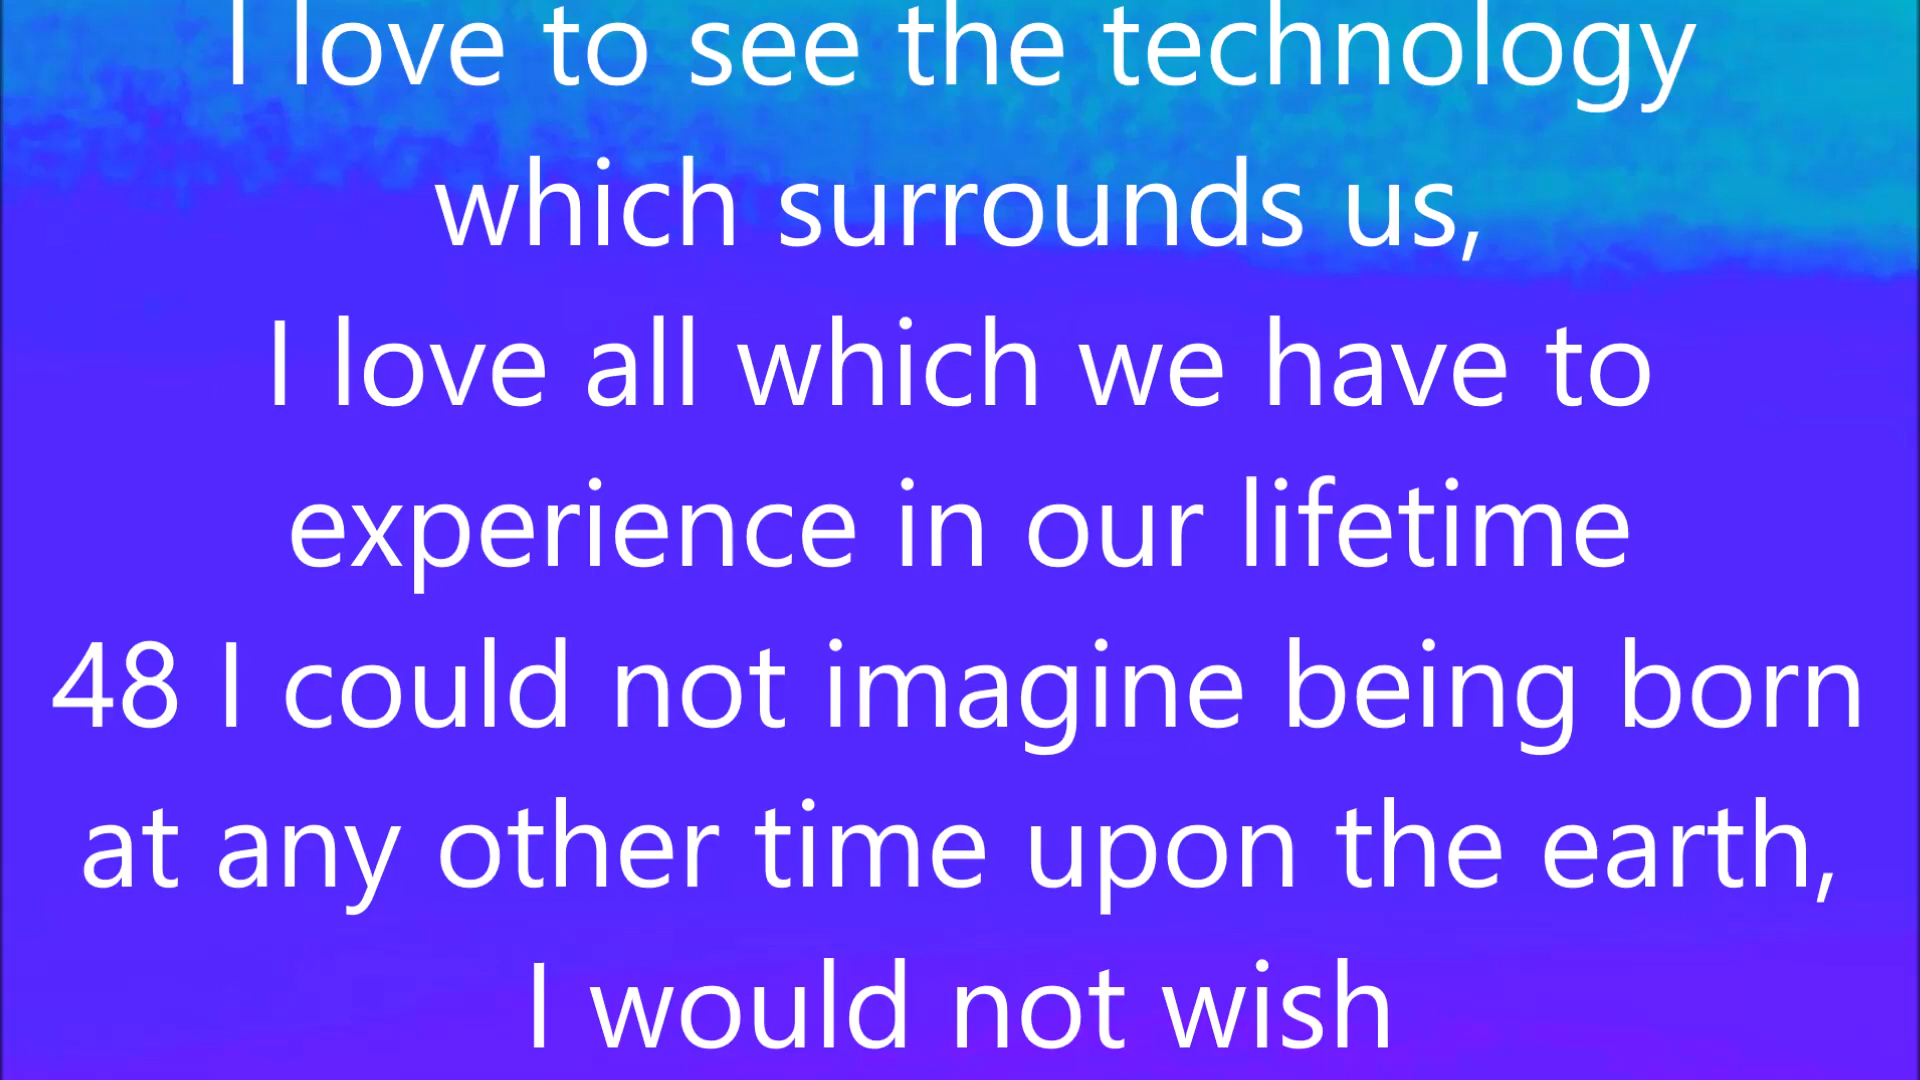 I love to see the technology
which surrounds us,
I love all which we have to
experience in our lifetime
48 I could not imagine being born
at any other time upon the earth,
I would not wish